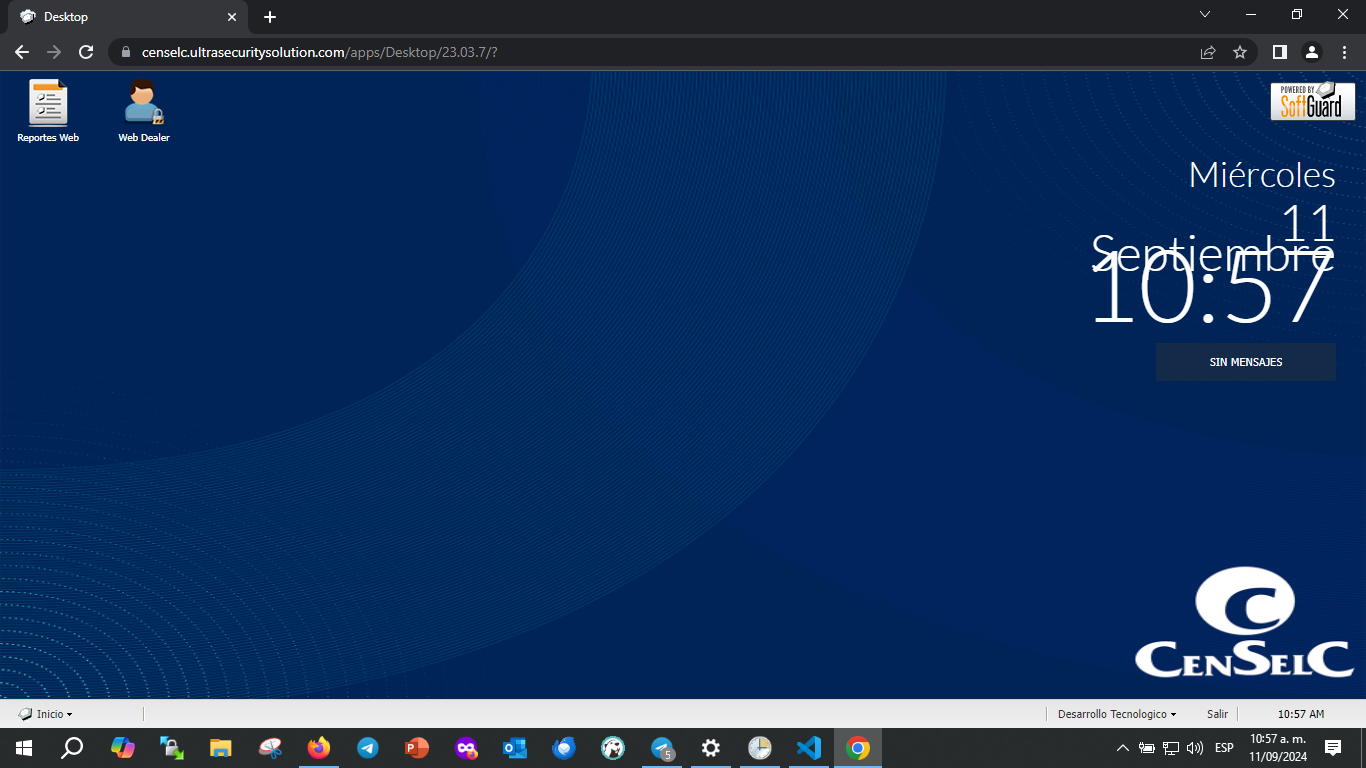 Desktop
censelc.ultrasecuritysolution.com/apps/Desktop/23.03.7/?
Reportes Web
Web Dealer
POWERED BY
SoftGuard
Miércoles
11
Septiembre
10:57
SIN MENSAJES
C
CENSELC
Inicio
Desarrollo Tecnologico
Salir
10:57 AM
5
ESP
10:57 a. m.
11/09/2024